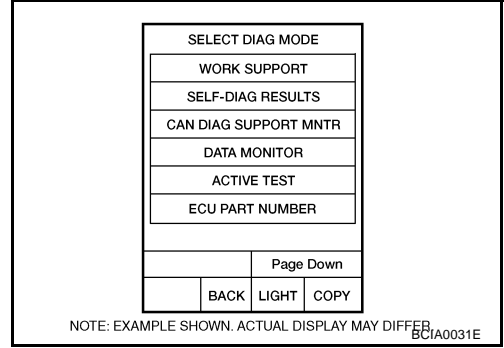 SELECT DIAG MODE
WORK SUPPORT
SELF-DIAG RESULTS
CAN DIAG SUPPORT MNTR
DATA MONITOR
ACTIVE TEST
ECU PART NUMBER
Page Down
BACK LIGHT COPY
NOTE: EXAMPLE SHOWN. ACTUAL DISPLAY MAY DIFFER.
BCIA0031E